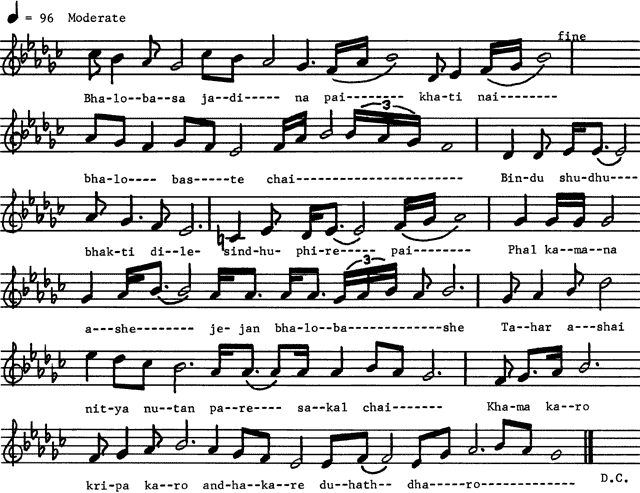 = 96 Moderate
fine
Bha-lo--ba--sa ja--di----- na pai--------- kha--ti nai---------
3
bha-lo---- bas----te chai------------------------ Bin-du shu-dhu----
bhak-ti di--le- sind-hu- phi-re----- pai--------- Phal ka-ma-na
3
a---she-------- je- jan bha-lo--ba--------------she Ta--har a---shai
nit-ya nu--tan pa-re---- sa--kal chai------- Kha-ma ka--ro
kri-pa ka--ro and-ha--ka--re du--hath-- dha----ro--------------
D.C.